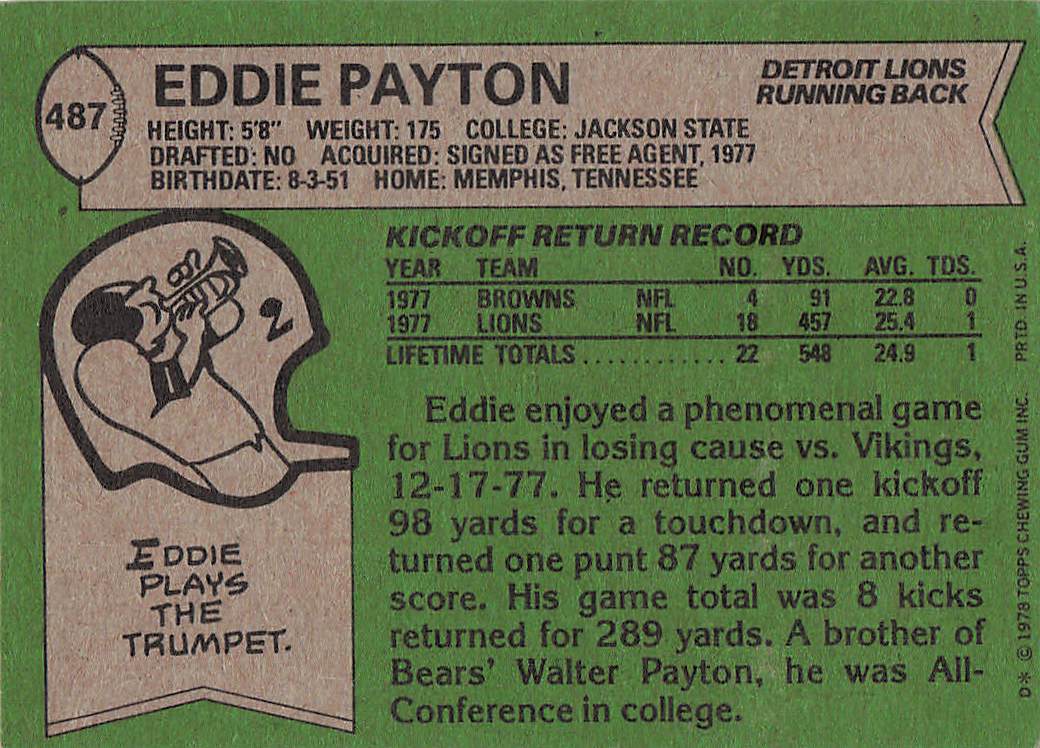 487
EDDIE PAYTON
DETROIT LIONS
RUNNING BACK
HEIGHT: 5'8" WEIGHT: 175 COLLEGE: JACKSON STATE
DRAFTED: NO ACQUIRED: SIGNED AS FREE AGENT, 1977
BIRTHDATE: 8-3-51 HOME: MEMPHIS, TENNESSEE
KICKOFF RETURN RECORD
YEAR TEAM NO. YDS. AVG. TDS.
1977 BROWNS NFL 4 91 22.8 0
1977 LIONS NFL 18 457 25.4 1
LIFETIME TOTALS ............ 22 548 24.9 1
Eddie enjoyed a phenomenal game
for Lions in losing cause vs. Vikings,
12-17-77. He returned one kickoff
98 yards for a touchdown, and re-
turned one punt 87 yards for another
score. His game total was 8 kicks
returned for 289 yards. A brother of
Bears' Walter Payton, he was All-
Conference in college.
EDDIE
PLAYS
THE
TRUMPET.
D* © 1978 TOPPS CHEWING GUM INC. PRTD. IN U.S.A.